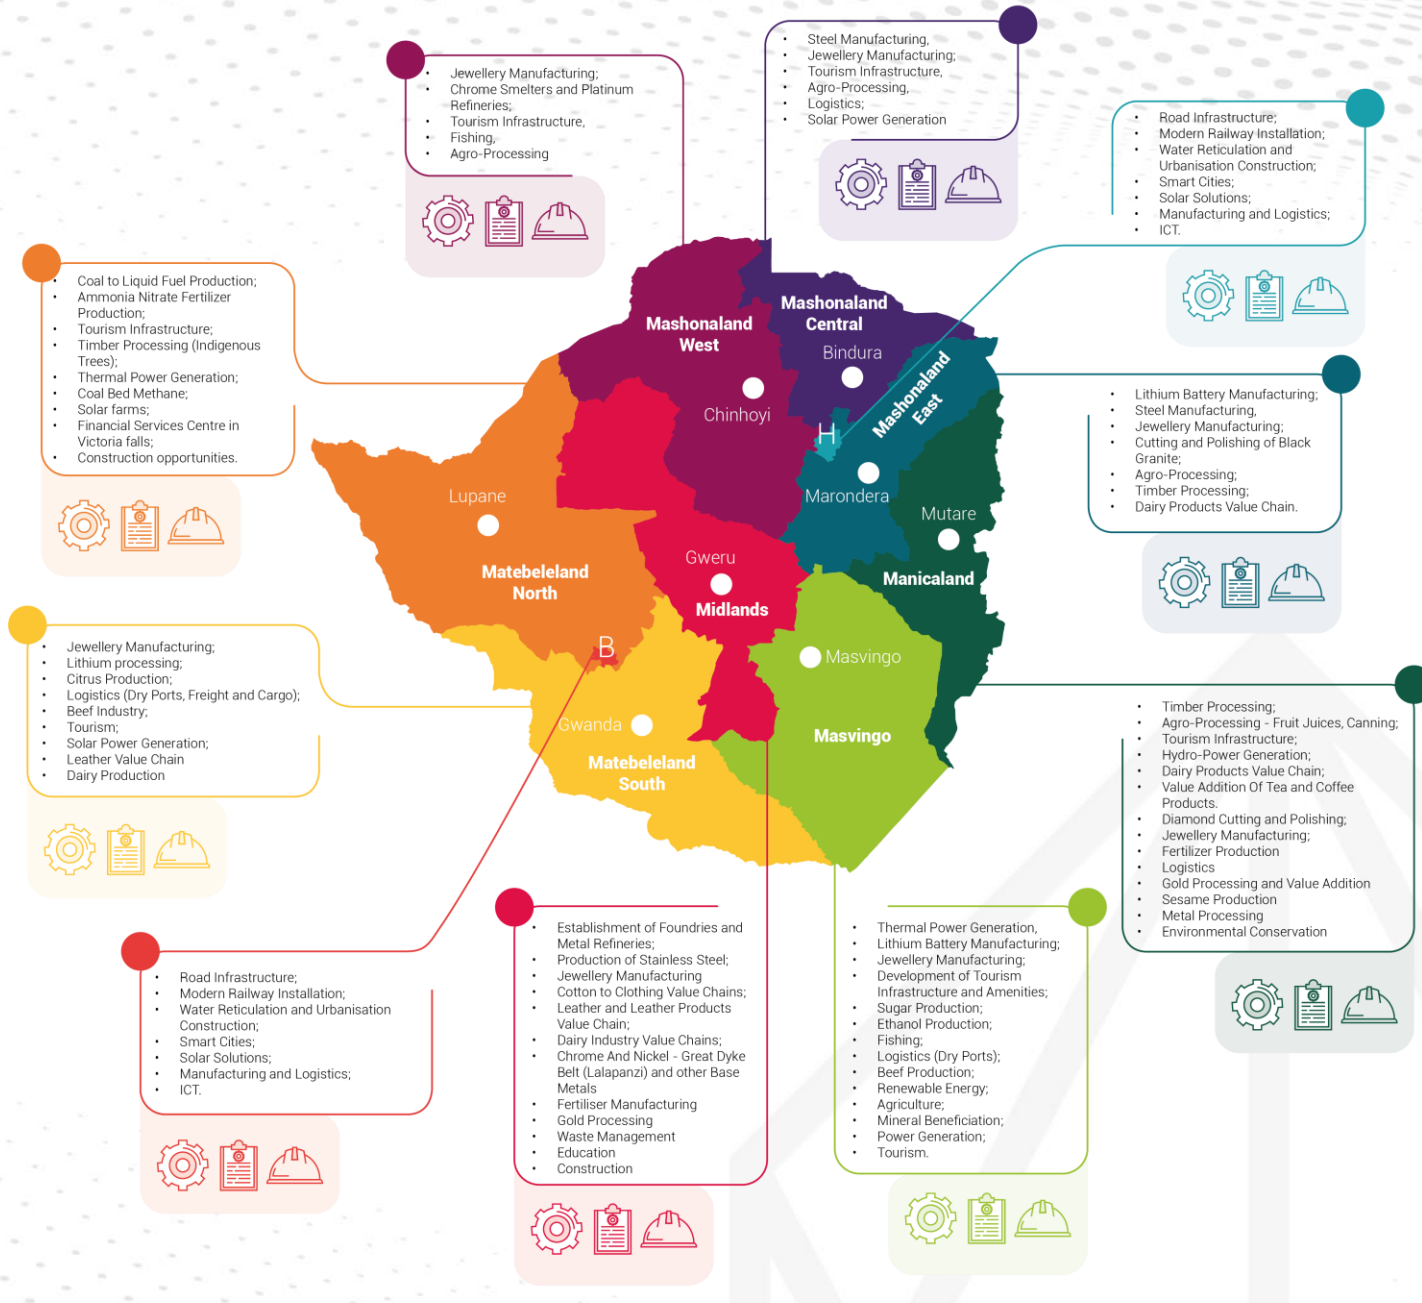 • Steel Manufacturing,
• Jewellery Manufacturing;
• Tourism Infrastructure,
• Agro-Processing,
• Logistics;
• Solar Power Generation
• Jewellery Manufacturing;
• Chrome Smelters and Platinum
Refineries;
• Tourism Infrastructure,
• Fishing,
• Agro-Processing
• Road Infrastructure;
• Modern Railway Installation;
• Water Reticulation and
Urbanisation Construction;
• Smart Cities;
• Solar Solutions;
• Manufacturing and Logistics;
• ICT.
• Coal to Liquid Fuel Production;
• Ammonia Nitrate Fertilizer
Production;
• Tourism Infrastructure;
• Timber Processing (Indigenous
Trees);
• Thermal Power Generation;
• Coal Bed Methane;
• Solar farms;
• Financial Services Centre in
Victoria falls;
• Construction opportunities.
Mashonaland
West
Chinhoyi
Mashonaland
Central
Bindura
Mashonaland
East
H
Marondera
Lupane
Matebeleland
North
Gweru
Midlands
Mutare
Manicaland
B
Masvingo
Masvingo
Gwanda
Matebeleland
South
• Lithium Battery Manufacturing;
• Steel Manufacturing,
• Jewellery Manufacturing;
• Cutting and Polishing of Black
Granite;
• Agro-Processing;
• Timber Processing;
• Dairy Products Value Chain.
• Jewellery Manufacturing;
• Lithium processing;
• Citrus Production;
• Logistics (Dry Ports, Freight and Cargo);
• Beef Industry;
• Tourism;
• Solar Power Generation;
• Leather Value Chain
• Dairy Production
• Timber Processing;
• Agro-Processing - Fruit Juices, Canning;
• Tourism Infrastructure;
• Hydro-Power Generation;
• Dairy Products Value Chain;
• Value Addition Of Tea and Coffee
Products.
• Diamond Cutting and Polishing;
• Jewellery Manufacturing;
• Fertilizer Production
• Logistics
• Gold Processing and Value Addition
• Sesame Production
• Metal Processing
• Environmental Conservation
• Road Infrastructure;
• Modern Railway Installation;
• Water Reticulation and Urbanisation
Construction;
• Smart Cities;
• Solar Solutions;
• Manufacturing and Logistics;
• ICT.
• Establishment of Foundries and
Metal Refineries;
• Production of Stainless Steel;
• Jewellery Manufacturing
• Cotton to Clothing Value Chains;
• Leather and Leather Products
Value Chain;
• Dairy Industry Value Chains;
• Chrome And Nickel - Great Dyke
Belt (Lalapanzi) and other Base
Metals
• Fertiliser Manufacturing
• Gold Processing
• Waste Management
• Education
• Construction
• Thermal Power Generation,
• Lithium Battery Manufacturing;
• Jewellery Manufacturing;
• Development of Tourism
Infrastructure and Amenities;
• Sugar Production;
• Ethanol Production;
• Fishing;
• Logistics (Dry Ports);
• Beef Production;
• Renewable Energy;
• Agriculture;
• Mineral Beneficiation;
• Power Generation;
• Tourism.